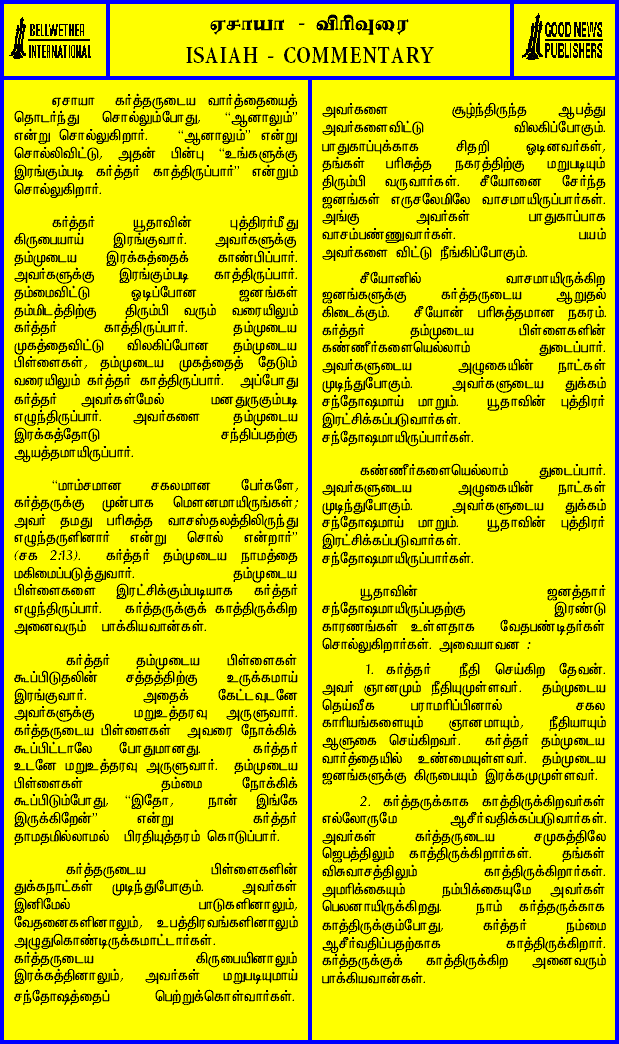 BELLWETHER
INTERNATIONAL
ஏசாயா - விரிவுரை
ISAIAH - COMMENTARY
GOOD NEWS
PUBLISHERS
ஏசாயா கர்த்தருடைய வார்த்தையைத்
தொடர்ந்து சொல்லும்போது, “ஆனாலும்”
என்று சொல்லுகிறார். “ஆனாலும்” என்று
சொல்லிவிட்டு, அதன் பின்பு “உங்களுக்கு
இரங்கும்படி கர்த்தர் காத்திருப்பார்” என்றும்
சொல்லுகிறார்.
கர்த்தர் யூதாவின் புத்திரர்மீது
கிருபையாய் இரங்குவார். அவர்களுக்கு
தம்முடைய இரக்கத்தைக் காண்பிப்பார்.
அவர்களுக்கு இரங்கும்படி காத்திருப்பார்.
தம்மைவிட்டு ஓடிப்போன ஜனங்கள்
தம்மிடத்திற்கு திரும்பி வரும் வரையிலும்
கர்த்தர் காத்திருப்பார். தம்முடைய
முகத்தைவிட்டு விலகிப்போன தம்முடைய
பிள்ளைகள், தம்முடைய முகத்தைத் தேடும்
வரையிலும் கர்த்தர் காத்திருப்பார். அப்போது
கர்த்தர் அவர்கள்மேல் மனதுருகும்படி
எழுந்திருப்பார். அவர்களை தம்முடைய
இரக்கத்தோடு சந்திப்பதற்கு
ஆயத்தமாயிருப்பார்.
“மாம்சமான சகலமான பேர்களே,
கர்த்தருக்கு முன்பாக மௌனமாயிருங்கள்;
அவர் தமது பரிசுத்த வாசஸ்தலத்திலிருந்து
எழுந்தருளினார் என்று சொல் என்றார்”
(சக 2:13). கர்த்தர் தம்முடைய நாமத்தை
மகிமைப்படுத்துவார். தம்முடைய
பிள்ளைகளை இரட்சிக்கும்படியாக கர்த்தர்
எழுந்திருப்பார். கர்த்தருக்குக் காத்திருக்கிற
அனைவரும் பாக்கியவான்கள்.
கர்த்தர் தம்முடைய பிள்ளைகள்
கூப்பிடுதலின் சத்தத்திற்கு உருக்கமாய்
இரங்குவார். அதைக் கேட்டவுடனே
அவர்களுக்கு மறுஉத்தரவு அருளுவார்.
கர்த்தருடைய பிள்ளைகள் அவரை நோக்கிக்
கூப்பிட்டாலே போதுமானது. கர்த்தர்
உடனே மறுஉத்தரவு அருளுவார். தம்முடைய
பிள்ளைகள் தம்மை நோக்கிக்
கூப்பிடும்போது, “இதோ, நான் இங்கே
இருக்கிறேன்” என்று கர்த்தர்
தாமதமில்லாமல் பிரதியுத்தரம் கொடுப்பார்.
கர்த்தருடைய பிள்ளைகளின்
துக்கநாட்கள் முடிந்துபோகும். அவர்கள்
இனிமேல் பாடுகளினாலும்,
வேதனைகளினாலும், உபத்திரவங்களினாலும்
அழுதுகொண்டிருக்கமாட்டார்கள்.
கர்த்தருடைய கிருபையினாலும்
இரக்கத்தினாலும், அவர்கள் மறுபடியுமாய்
சந்தோஷத்தைப் பெற்றுக்கொள்வார்கள்.
அவர்களை சூழ்ந்திருந்த ஆபத்து
அவர்களைவிட்டு விலகிப்போகும்.
பாதுகாப்புக்காக சிதறி ஓடினவர்கள்,
தங்கள் பரிசுத்த நகரத்திற்கு மறுபடியும்
திரும்பி வருவார்கள். சீயோனை சேர்ந்த
ஜனங்கள் எருசலேமிலே வாசமாயிருப்பார்கள்.
அங்கு அவர்கள் பாதுகாப்பாக
வாசம்பண்ணுவார்கள். பயம்
அவர்களை விட்டு நீங்கிப்போகும்.
சீயோனில் வாசமாயிருக்கிற
ஜனங்களுக்கு கர்த்தருடைய ஆறுதல்
கிடைக்கும். சீயோன் பரிசுத்தமான நகரம்.
கர்த்தர் தம்முடைய பிள்ளைகளின்
கண்ணீர்களையெல்லாம் துடைப்பார்.
அவர்களுடைய அழுகையின் நாட்கள்
முடிந்துபோகும். அவர்களுடைய துக்கம்
சந்தோஷமாய் மாறும். யூதாவின் புத்திரர்
இரட்சிக்கப்படுவார்கள்.
சந்தோஷமாயிருப்பார்கள்.
கண்ணீர்களையெல்லாம் துடைப்பார்.
அவர்களுடைய அழுகையின் நாட்கள்
முடிந்துபோகும். அவர்களுடைய துக்கம்
சந்தோஷமாய் மாறும். யூதாவின் புத்திரர்
இரட்சிக்கப்படுவார்கள்.
சந்தோஷமாயிருப்பார்கள்.
யூதாவின் ஜனத்தார்
சந்தோஷமாயிருப்பதற்கு இரண்டு
காரணங்கள் உள்ளதாக வேதபண்டிதர்கள்
சொல்லுகிறார்கள். அவையாவன :
1. கர்த்தர் நீதி செய்கிற தேவன்.
அவர் ஞானமும் நீதியுமுள்ளவர். தம்முடைய
தெய்வீக பராமரிப்பினால் சகல
காரியங்களையும் ஞானமாயும், நீதியாயும்
ஆளுகை செய்கிறவர். கர்த்தர் தம்முடைய
வார்த்தையில் உண்மையுள்ளவர். தம்முடைய
ஜனங்களுக்கு கிருபையும் இரக்கமுமுள்ளவர்.
2. கர்த்தருக்காக காத்திருக்கிறவர்கள்
எல்லோருமே ஆசீர்வதிக்கப்படுவார்கள்.
அவர்கள் கர்த்தருடைய சமுகத்திலே
ஜெபத்திலும் காத்திருக்கிறார்கள். தங்கள்
விசுவாசத்திலும் காத்திருக்கிறார்கள்.
அமரிக்கையும் நம்பிக்கையுமே அவர்கள்
பெலனாயிருக்கிறது. நாம் கர்த்தருக்காக
காத்திருக்கும்போது, கர்த்தர் நம்மை
ஆசீர்வதிப்பதற்காக காத்திருக்கிறார்.
கர்த்தருக்குக் காத்திருக்கிற அனைவரும்
பாக்கியவான்கள்.